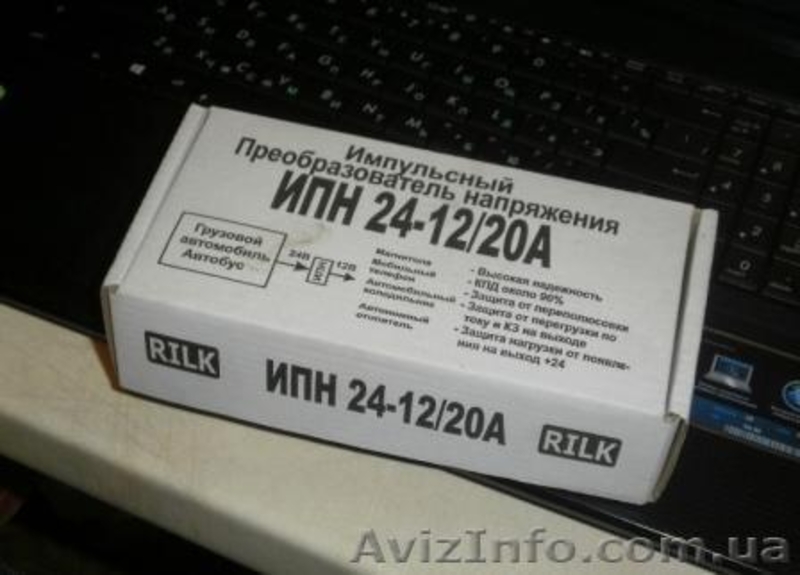 Импульсный
Преобразователь напряжения
ИПН 24-12/20А
Грузовой
автомобиль
Автобус
24В
ИПН
12В
Магнитола
Мобильный
телефон
Автомобильный
холодильник
Автономный
отопитель
- Высокая надежность
- КПД около 90%
- Защита от переполюсовки
- Защита от перегрузки по
току и КЗ на выходе
- Защита нагрузки от появле-
ния на выход +24
RILK
ИПН 24-12/20А
RILK
AvizInfo.com.ua